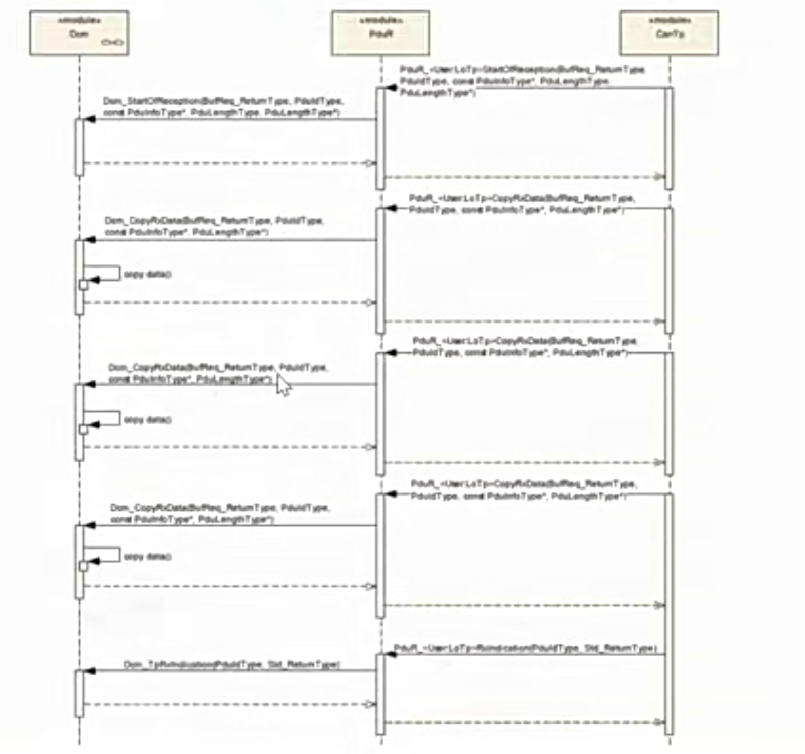 «module»
Dcm
«module»
PduR
«module»
CanTp
PduR_<User:LoTp>StartOfReception(BufReq_ReturnType,
PduIdType, const PduInfoType*, PduLengthType,
PduLengthType*)
Dcm_StartOfReception(BufReq_ReturnType, PduIdType,
const PduInfoType*, PduLengthType, PduLengthType*)
PduR_<User:LoTp>CopyRxData(BufReq_ReturnType,
PduIdType, const PduInfoType*, PduLengthType*)
Dcm_CopyRxData(BufReq_ReturnType, PduIdType,
const PduInfoType*, PduLengthType*)
copy data()
PduR_<User:LoTp>CopyRxData(BufReq_ReturnType,
PduIdType, const PduInfoType*, PduLengthType*)
Dcm_CopyRxData(BufReq_ReturnType, PduIdType,
const PduInfoType*, PduLengthType*)
copy data()
PduR_<User:LoTp>CopyRxData(BufReq_ReturnType,
PduIdType, const PduInfoType*, PduLengthType*)
Dcm_CopyRxData(BufReq_ReturnType, PduIdType,
const PduInfoType*, PduLengthType*)
copy data()
PduR_<User:LoTp>RxIndication(PduIdType, Std_ReturnType)
Dcm_TpRxIndication(PduIdType, Std_ReturnType)